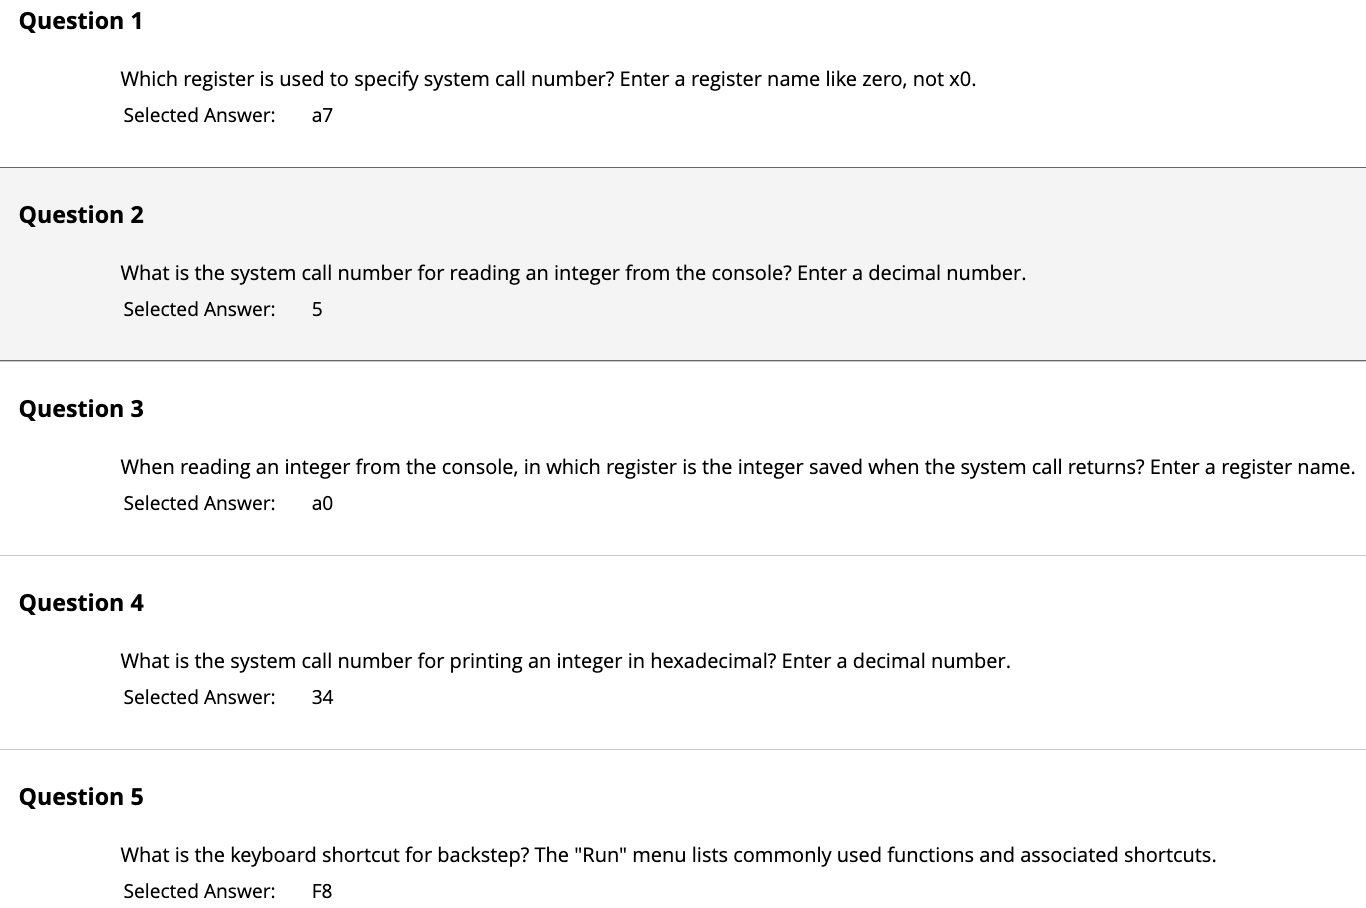 Question 1
Which register is used to specify system call number? Enter a register name like zero, not x0.
Selected Answer: a7
Question 2
What is the system call number for reading an integer from the console? Enter a decimal number.
Selected Answer: 5
Question 3
When reading an integer from the console, in which register is the integer saved when the system call returns? Enter a register name.
Selected Answer: a0
Question 4
What is the system call number for printing an integer in hexadecimal? Enter a decimal number.
Selected Answer: 34
Question 5
What is the keyboard shortcut for backstep? The "Run" menu lists commonly used functions and associated shortcuts.
Selected Answer: F8